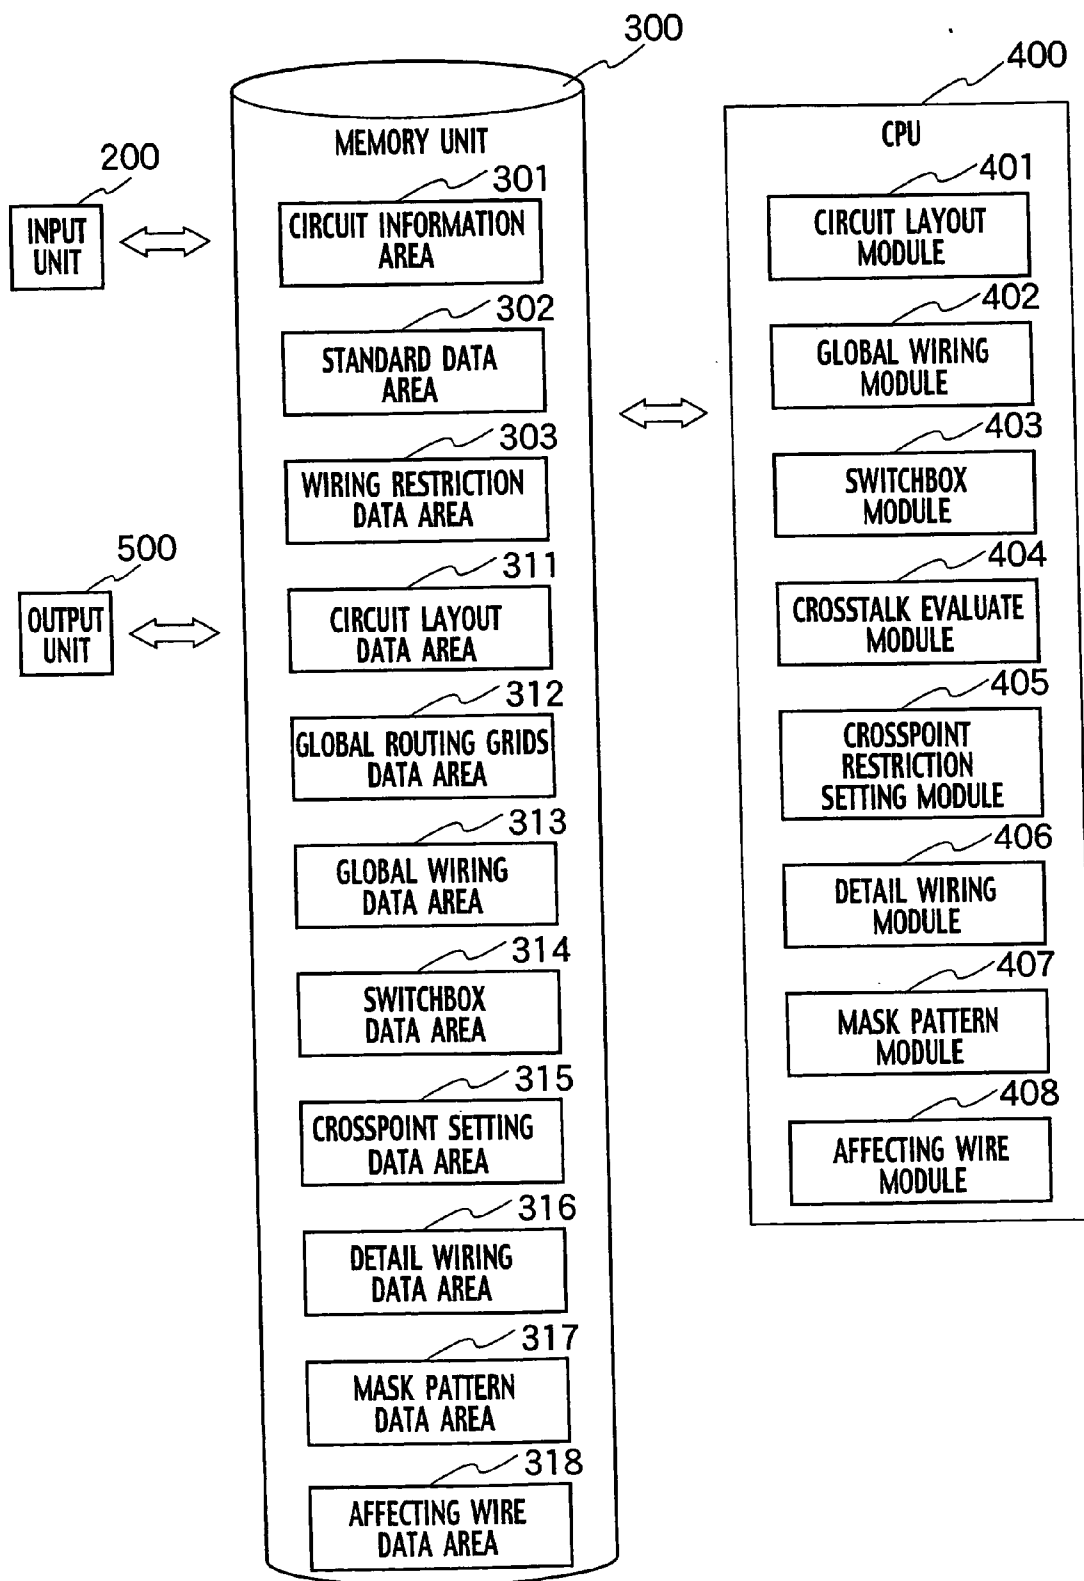 300
400
MEMORY UNIT
CPU
200
INPUT
UNIT
301
CIRCUIT INFORMATION
AREA
302
STANDARD DATA
AREA
303
WIRING RESTRICTION
DATA AREA
500
OUTPUT
UNIT
311
CIRCUIT LAYOUT
DATA AREA
312
GLOBAL ROUTING GRIDS
DATA AREA
313
GLOBAL WIRING
DATA AREA
314
SWITCHBOX
DATA AREA
315
CROSSPOINT SETTING
DATA AREA
316
DETAIL WIRING
DATA AREA
317
MASK PATTERN
DATA AREA
318
AFFECTING WIRE
DATA AREA
401
CIRCUIT LAYOUT
MODULE
402
GLOBAL WIRING
MODULE
403
SWITCHBOX
MODULE
404
CROSSTALK EVALUATE
MODULE
405
CROSSPOINT
RESTRICTION
SETTING MODULE
406
DETAIL WIRING
MODULE
407
MASK PATTERN
MODULE
408
AFFECTING WIRE
MODULE